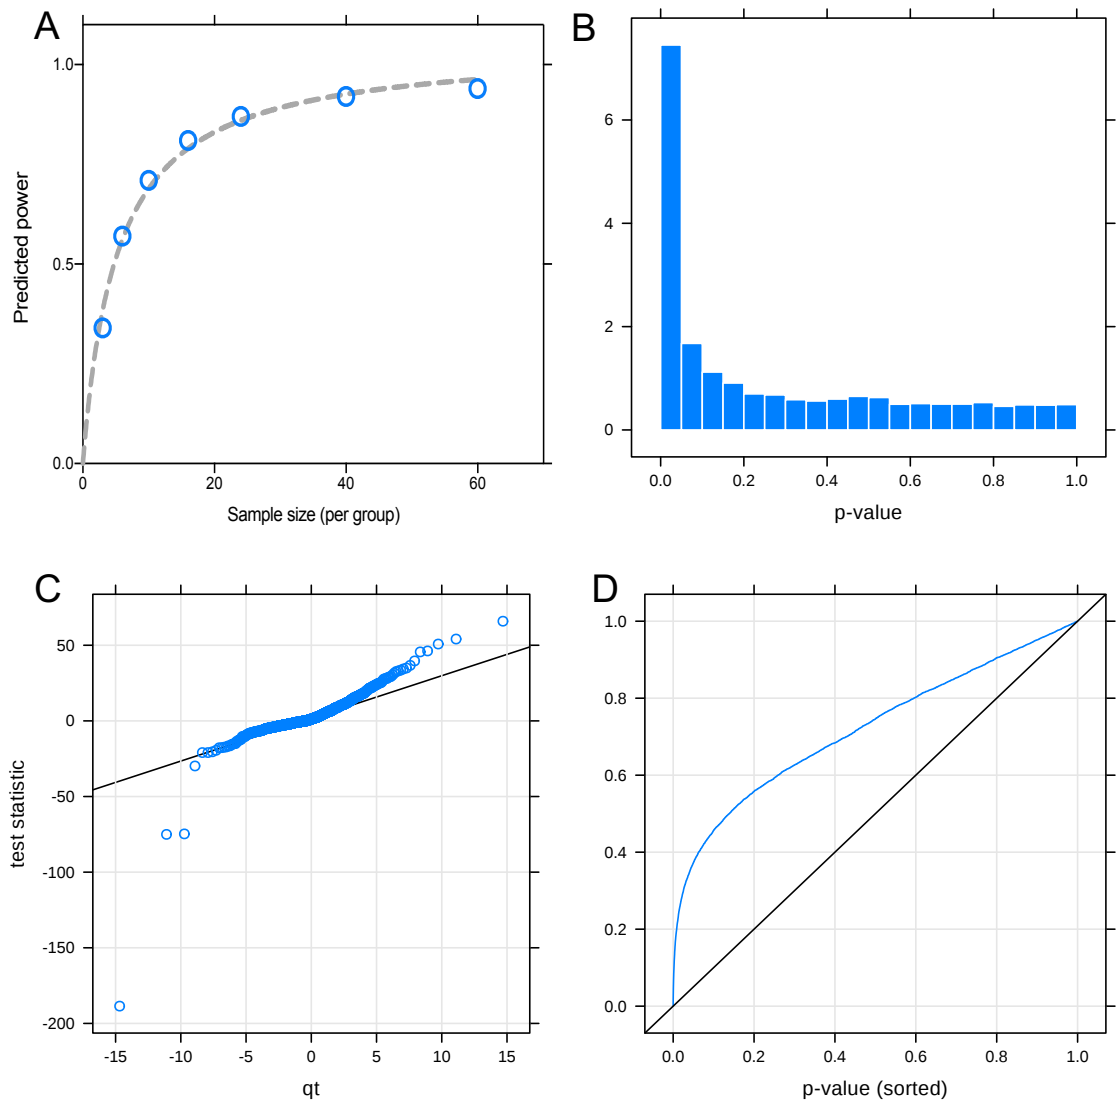 A
1.0
0.5
0.0
0 20 40 60
Predicted power
Sample size (per group)
B
6
4
2
0
0.0 0.2 0.4 0.6 0.8 1.0
p-value
C
50
0
-50
-100
-150
-200
-15 -10 -5 0 5 10 15
test statistic
qt
D
1.0
0.8
0.6
0.4
0.2
0.0
0.0 0.2 0.4 0.6 0.8 1.0
p-value (sorted)